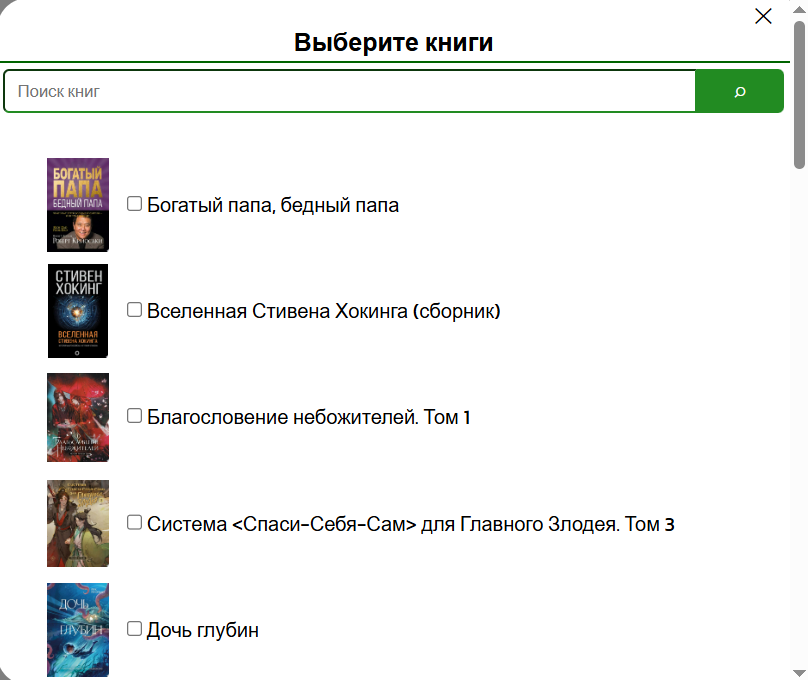 Выберите книги
Поиск книг
БОГАТЫЙ
ПАПА
БЕДНЫЙ ПАПА
Роберт Кийосаки
Богатый папа, бедный папа
СТИВЕН
ХОКИНГ
ВСЕЛЕННАЯ
СТИВЕНА ХОКИНГА
Вселенная Стивена Хокинга (сборник)
Благословение небожителей. Том 1
Система <Спаси-Себя-Сам> для Главного Злодея. Том 3
ДОЧЬ
ГЛУБИН
Дочь глубин